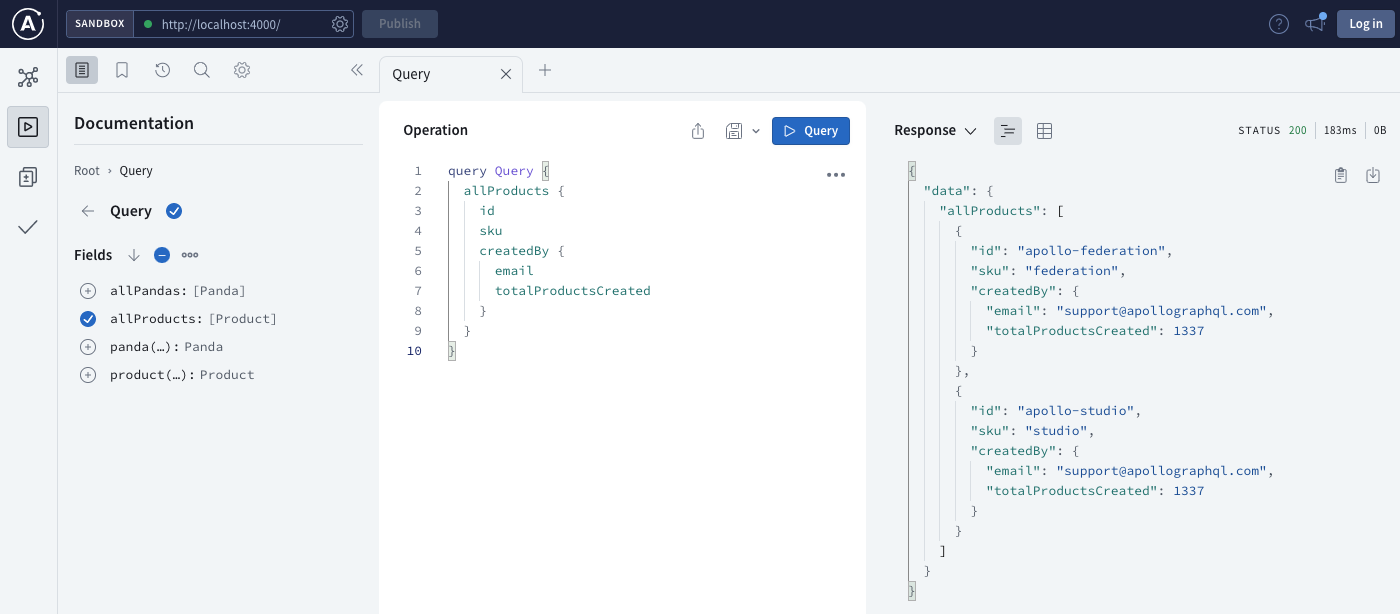 A SANDBOX http://localhost:4000/ Publish ? Log in
Query
Documentation
Root › Query
Query
Fields
allPandas: [Panda]
allProducts: [Product]
panda(…): Panda
product(…): Product
Operation Query
1 query Query {
2 allProducts {
3 id
4 sku
5 createdBy {
6 email
7 totalProductsCreated
8 }
9 }
10 }
Response STATUS 200 183ms 0B
{
"data": {
"allProducts": [
{
"id": "apollo-federation",
"sku": "federation",
"createdBy": {
"email": "support@apollographql.com",
"totalProductsCreated": 1337
}
},
{
"id": "apollo-studio",
"sku": "studio",
"createdBy": {
"email": "support@apollographql.com",
"totalProductsCreated": 1337
}
}
]
}
}